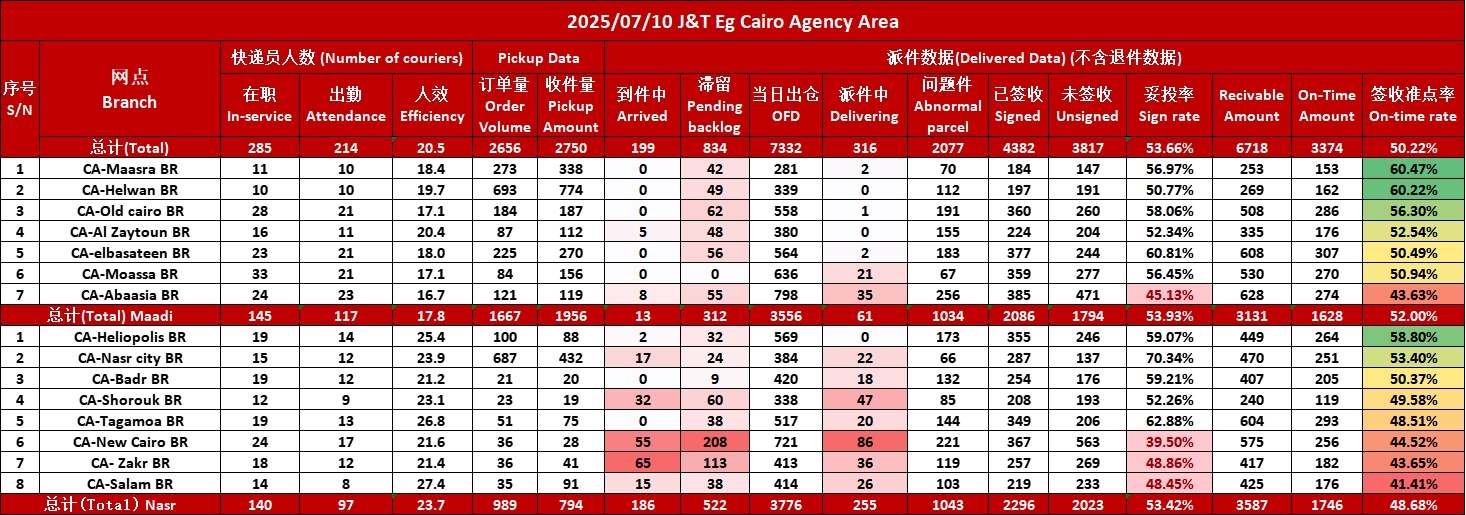 2025/07/10 J&T Eg Cairo Agency Area
序号 S/N 网点 Branch 快递员人数 (Number of couriers) Pickup Data 派件数据(Delivered Data) (不含退件数据)
在职 In-service 出勤 Attendance 人效 Efficiency 订单量 Order Volume 收件量 Pickup Amount 到件中 Arrived 滞留 Pending backlog 当日出仓 OFD 派件中 Delivering 问题件 Abnormal parcel 已签收 Signed 未签收 Unsigned 妥投率 Sign rate Recivable Amount On-Time Amount 签收准点率 On-time rate
总计(Total) 285 214 20.5 2656 2750 199 834 7332 316 2077 4382 3817 53.66% 6718 3374 50.22%
1 CA-Maasra BR 11 10 18.4 273 338 0 42 281 2 70 184 147 56.97% 253 153 60.47%
2 CA-Helwan BR 10 10 19.7 693 774 0 49 339 0 112 197 191 50.77% 269 162 60.22%
3 CA-Old cairo BR 28 21 17.1 184 187 0 62 558 1 191 360 260 58.06% 508 286 56.30%
4 CA-Al Zaytoun BR 16 11 20.4 87 112 5 48 380 0 155 224 204 52.34% 335 176 52.54%
5 CA-elbasateen BR 23 21 18.0 225 270 0 56 564 2 183 377 244 60.81% 608 307 50.49%
6 CA-Moassa BR 33 21 17.1 84 156 0 0 636 21 67 359 277 56.45% 530 270 50.94%
7 CA-Abaasia BR 24 23 16.7 121 119 8 55 798 35 256 385 471 45.13% 628 274 43.63%
总计(Total) Maadi 145 117 17.8 1667 1956 13 312 3556 61 1034 2086 1794 53.93% 3131 1628 52.00%
1 CA-Heliopolis BR 19 14 25.4 100 88 2 32 569 0 173 355 246 59.07% 449 264 58.80%
2 CA-Nasr city BR 15 12 23.9 687 432 17 24 384 22 66 287 137 70.34% 470 251 53.40%
3 CA-Badr BR 19 12 21.2 21 20 0 9 420 18 132 254 176 59.21% 407 205 50.37%
4 CA-Shorouk BR 12 9 23.1 23 19 32 60 338 47 85 208 193 52.26% 240 119 49.58%
5 CA-Tagamoa BR 19 13 26.8 51 75 0 38 517 20 144 349 206 62.88% 604 293 48.51%
6 CA-New Cairo BR 24 17 21.6 36 28 55 208 721 86 221 367 563 39.50% 575 256 44.52%
7 CA- Zakr BR 18 12 21.4 36 41 65 113 413 36 119 257 269 48.86% 417 182 43.65%
8 CA-Salam BR 14 8 27.4 35 91 15 38 414 26 103 219 233 48.45% 425 176 41.41%
总计(Total) Nasr 140 97 23.7 989 794 186 522 3776 255 1043 2296 2023 53.42% 3587 1746 48.68%